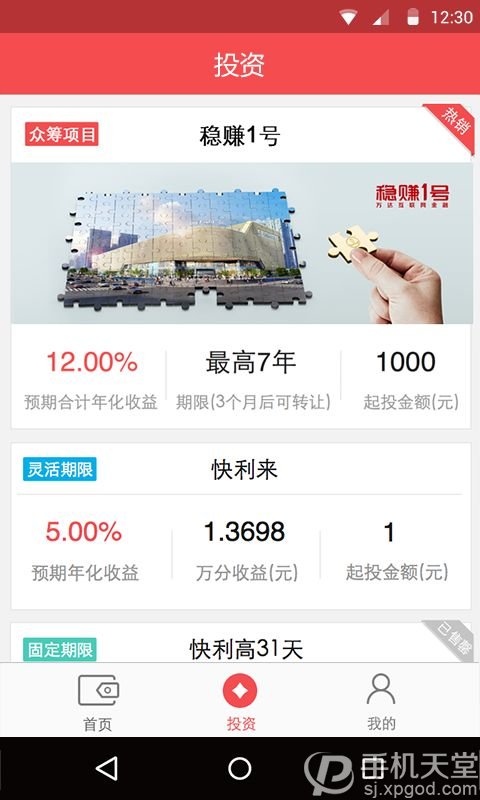 12:30
投资
热销
众筹项目
稳赚1号
稳赚1号
万达互联网金融
12.00%
最高7年
1000
预期合计年化收益
期限(3个月后可转让)
起投金额(元)
灵活期限
快利来
5.00%
1.3698
1
预期年化收益
万分收益(元)
起投金额(元)
已售罄
固定期限
快利高31天
首页
投资
我的
手机天堂
sj.xpgod.com